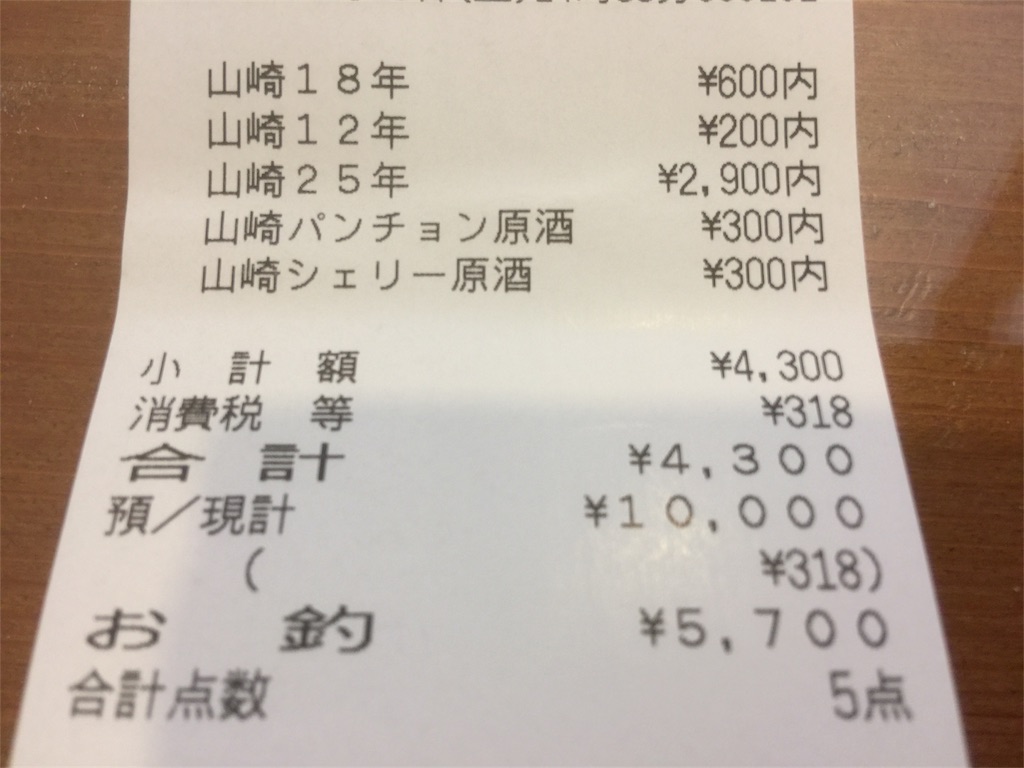 山崎１８年 ¥600内
山崎１２年 ¥200内
山崎２５年 ¥2,900内
山崎パンチョン原酒 ¥300内
山崎シェリー原酒 ¥300内
小計額 ¥4,300
消費税等 ¥318
合計 ¥4,300
預／現計 ¥10,000
( ¥318)
お釣 ¥5,700
合計点数 5点